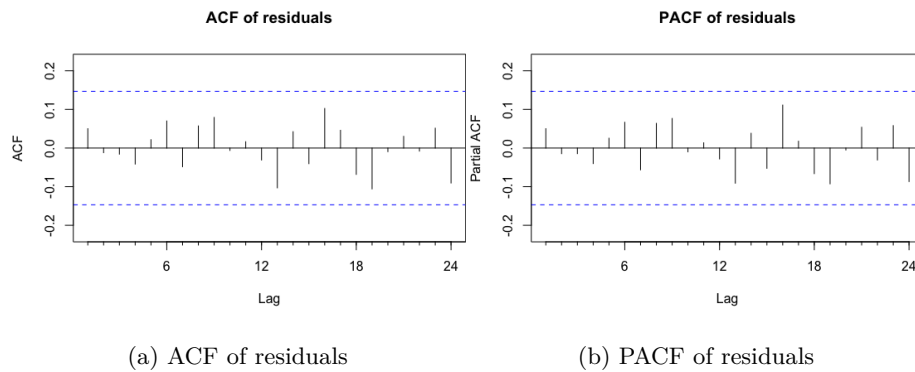 ACF of residuals
ACF
0.2
0.1
0.0
-0.1
-0.2
6
12
18
24
Lag
(a) ACF of residuals
PACF of residuals
Partial ACF
0.2
0.1
0.0
-0.1
-0.2
6
12
18
24
Lag
(b) PACF of residuals